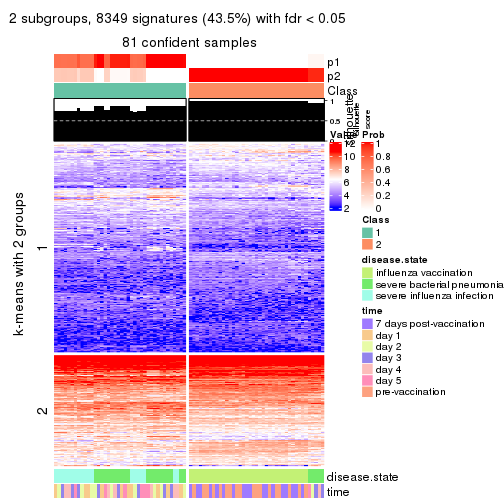 2 subgroups, 8349 signatures (43.5%) with fdr < 0.05
81 confident samples
p1
p2
Class
1
0.5
0
Silhouette
score
k-means with 2 groups
1
2
Value
12
10
8
6
4
2
Prob
1
0.8
0.6
0.4
0.2
0
Class
1
2
disease.state
influenza vaccination
severe bacterial pneumonia
severe influenza infection
time
7 days post-vaccination
day 1
day 2
day 3
day 4
day 5
pre-vaccination
disease.state
time